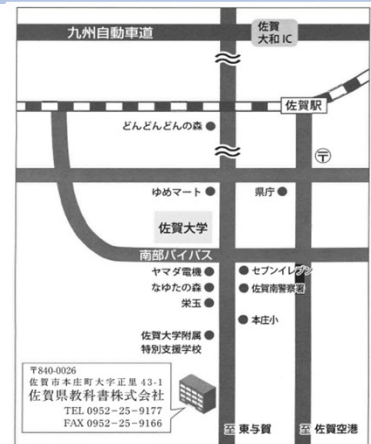 九州自動車道
佐賀
大和IC
佐賀駅
どんどんどんの森
〒
ゆめマート
県庁
佐賀大学
南部バイパス
ヤマダ電機
セブンイレブン
なゆたの森
佐賀南警察署
栄玉
本庄小
佐賀大学附属
特別支援学校
〒840-0026
佐賀市本庄町大字正里 43-1
佐賀県教科書株式会社
TEL 0952-25-9177
FAX 0952-25-9166
至 東与賀
至 佐賀空港